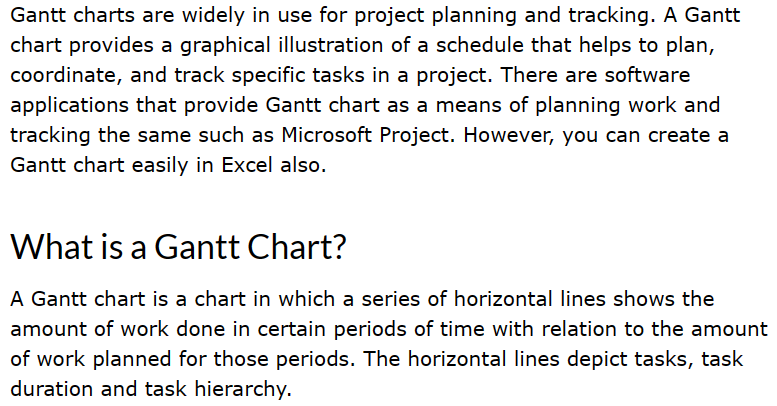 Gantt charts are widely in use for project planning and tracking. A Gantt
chart provides a graphical illustration of a schedule that helps to plan,
coordinate, and track specific tasks in a project. There are software
applications that provide Gantt chart as a means of planning work and
tracking the same such as Microsoft Project. However, you can create a
Gantt chart easily in Excel also.
What is a Gantt Chart?
A Gantt chart is a chart in which a series of horizontal lines shows the
amount of work done in certain periods of time with relation to the amount
of work planned for those periods. The horizontal lines depict tasks, task
duration and task hierarchy.